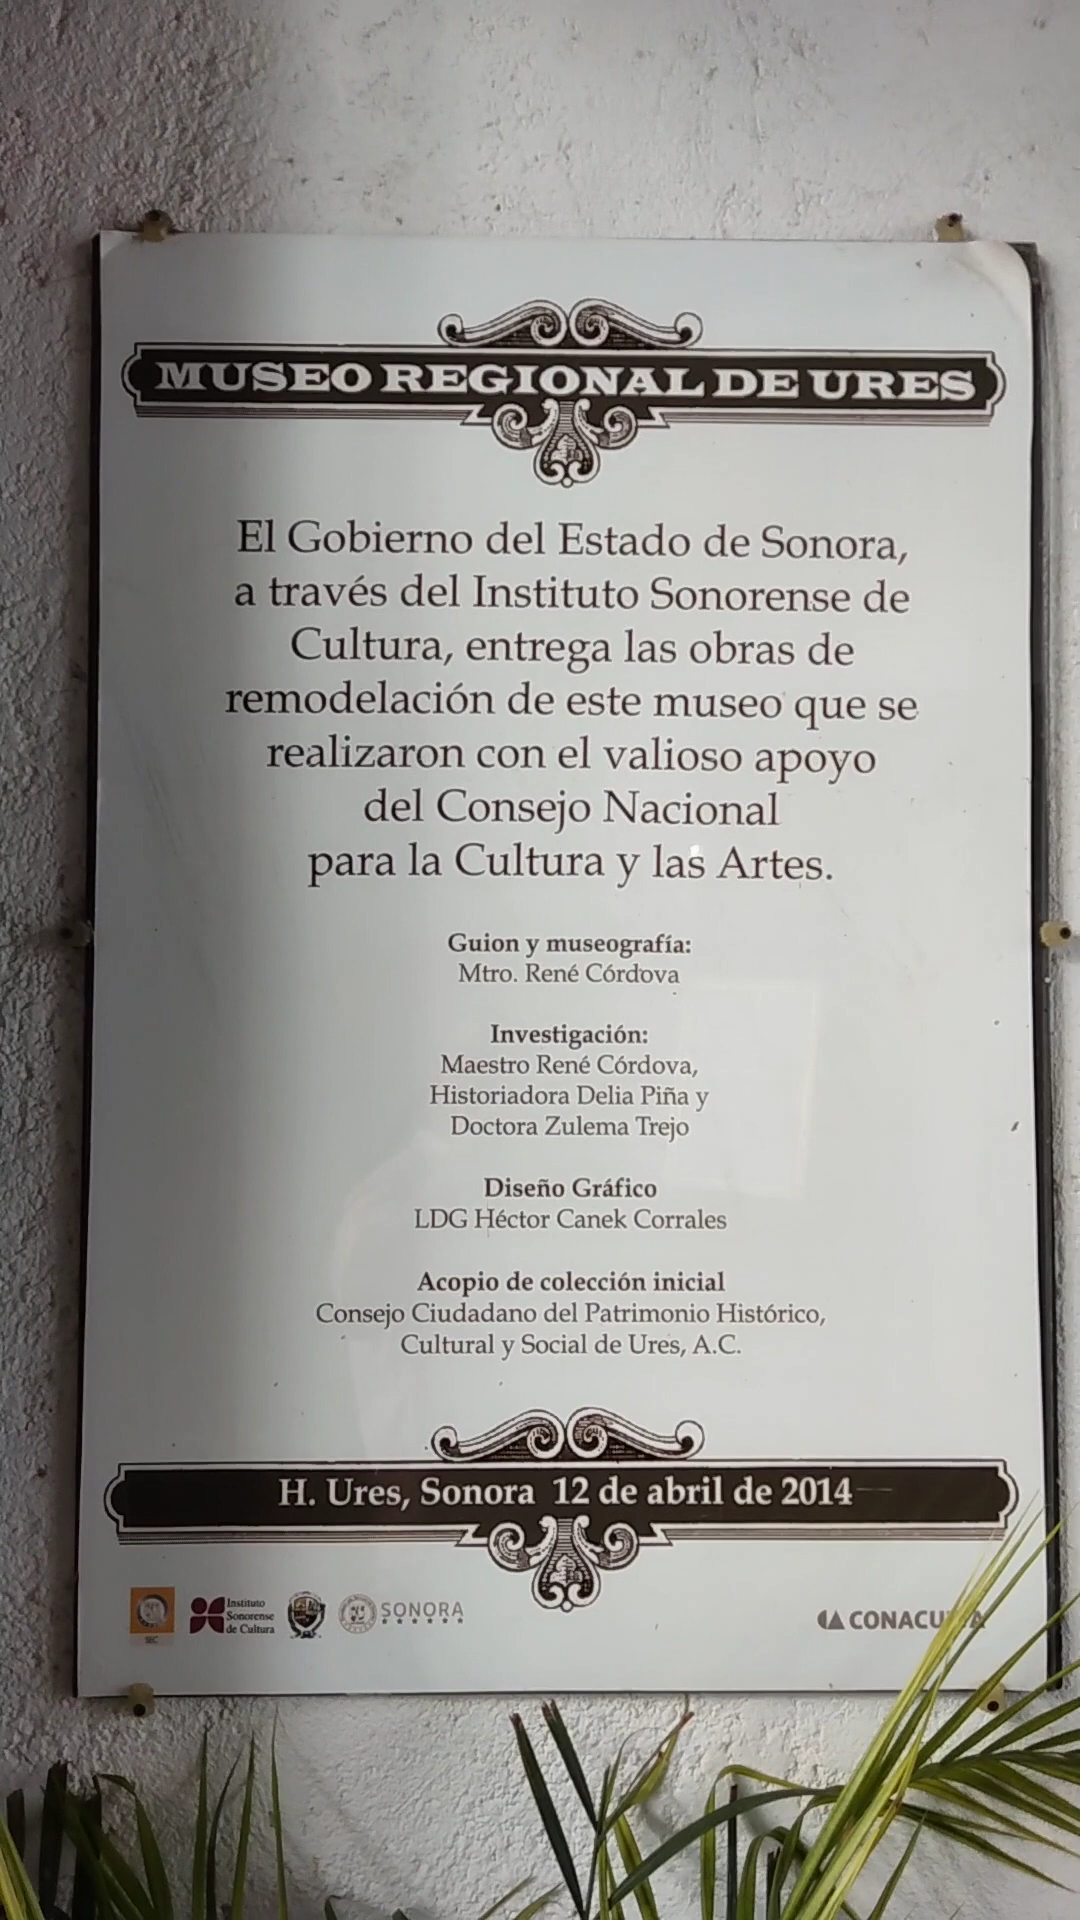 MUSEO REGIONAL DE URES
El Gobierno del Estado de Sonora,
a través del Instituto Sonorense de
Cultura, entrega las obras de
remodelación de este museo que se
realizaron con el valioso apoyo
del Consejo Nacional
para la Cultura y las Artes.
Guion y museografía:
Mtro. René Córdova
Investigación:
Maestro René Córdova,
Historiadora Delia Piña y
Doctora Zulema Trejo
Diseño Gráfico
LDG Héctor Canek Corrales
Acopio de colección inicial
Consejo Ciudadano del Patrimonio Histórico,
Cultural y Social de Ures, A.C.
H. Ures, Sonora 12 de abril de 2014
SEC
Instituto
Sonorense
de Cultura
SONORA
CONACULTA